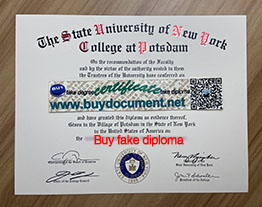 The State University of New York
College at Potsdam
On the recommendation of the Faculty
and by the virtue of the authority vested in them
the Trustees of the University have conferred on
BUY
certificate
www.buydocument.net
and have granted this diploma as evidence thereof,
Given in the Village of Potsdam in the State of New York
in the United States of America on
Buy fake diploma